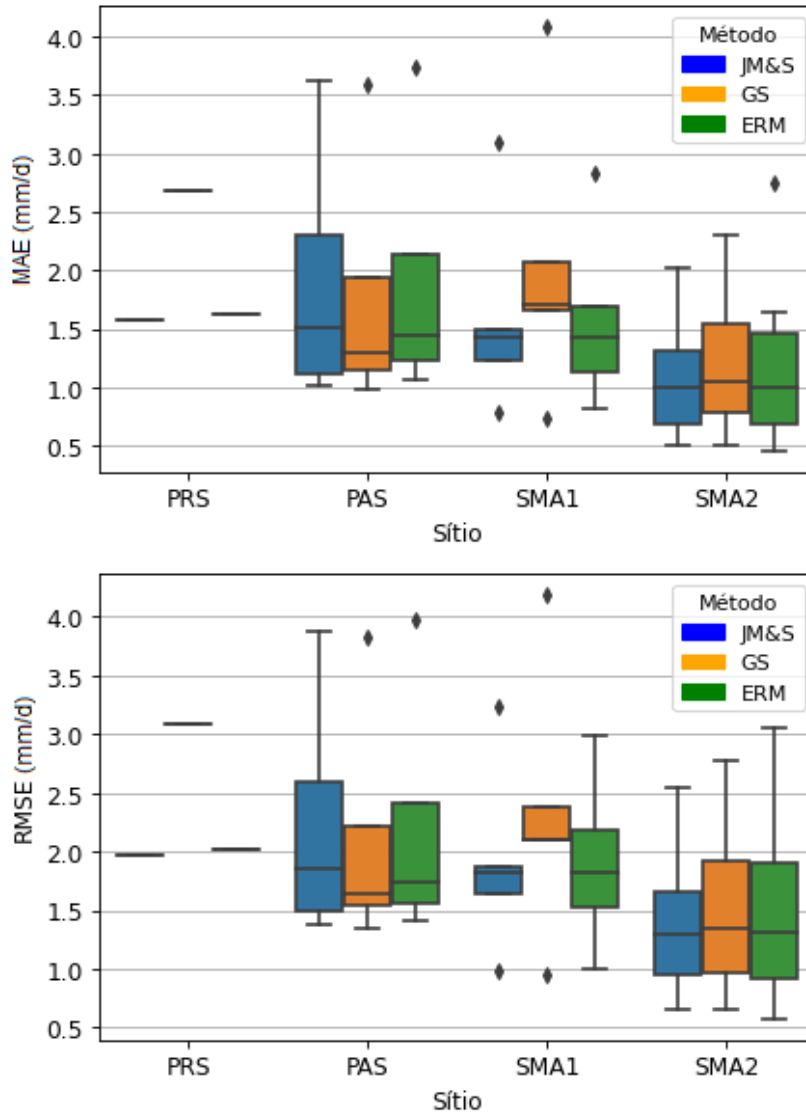 4.0
3.5
3.0
2.5
2.0
1.5
1.0
0.5
MAE (mm/d)
Método
JM&S
GS
ERM
PRS PAS SMA1 SMA2
Sítio
4.0
3.5
3.0
2.5
2.0
1.5
1.0
0.5
RMSE (mm/d)
Método
JM&S
GS
ERM
PRS PAS SMA1 SMA2
Sítio